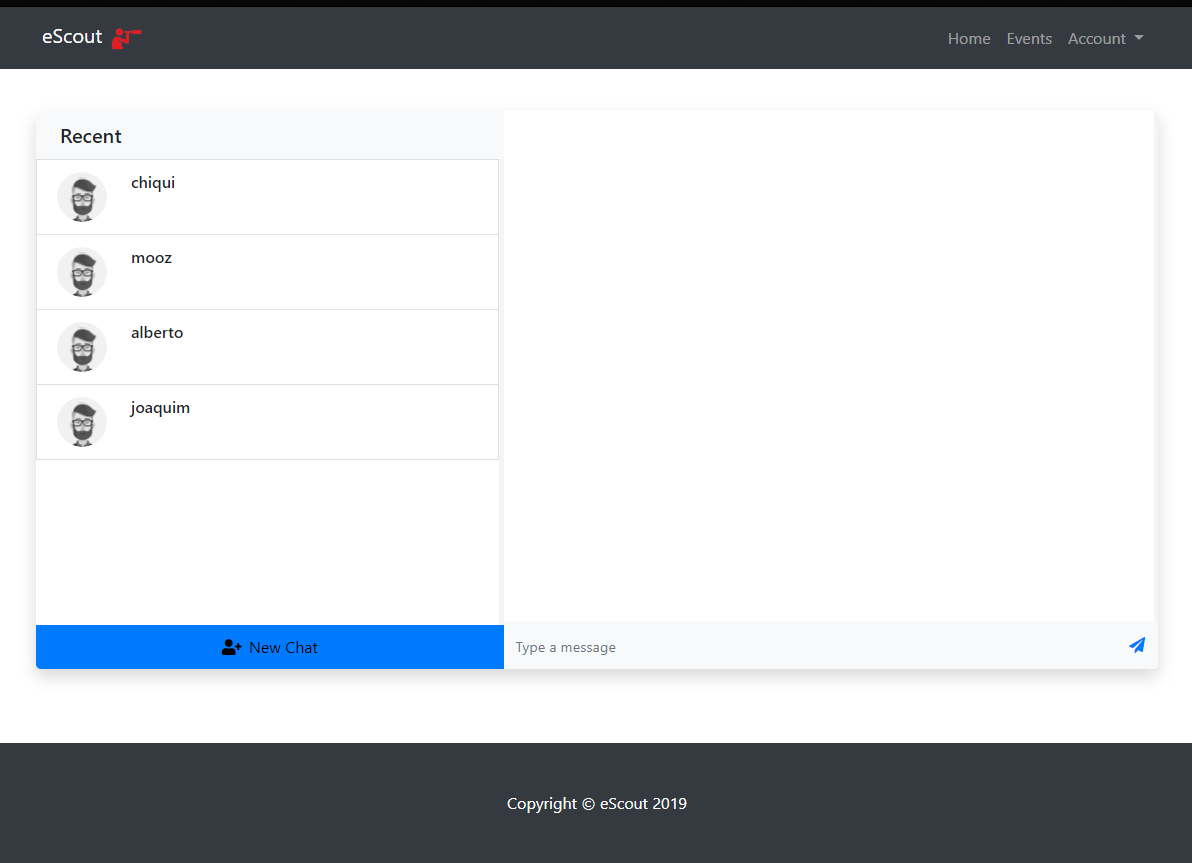 eScout
Home Events Account
Recent
chiqui
mooz
alberto
joaquim
New Chat
Type a message
Copyright © eScout 2019